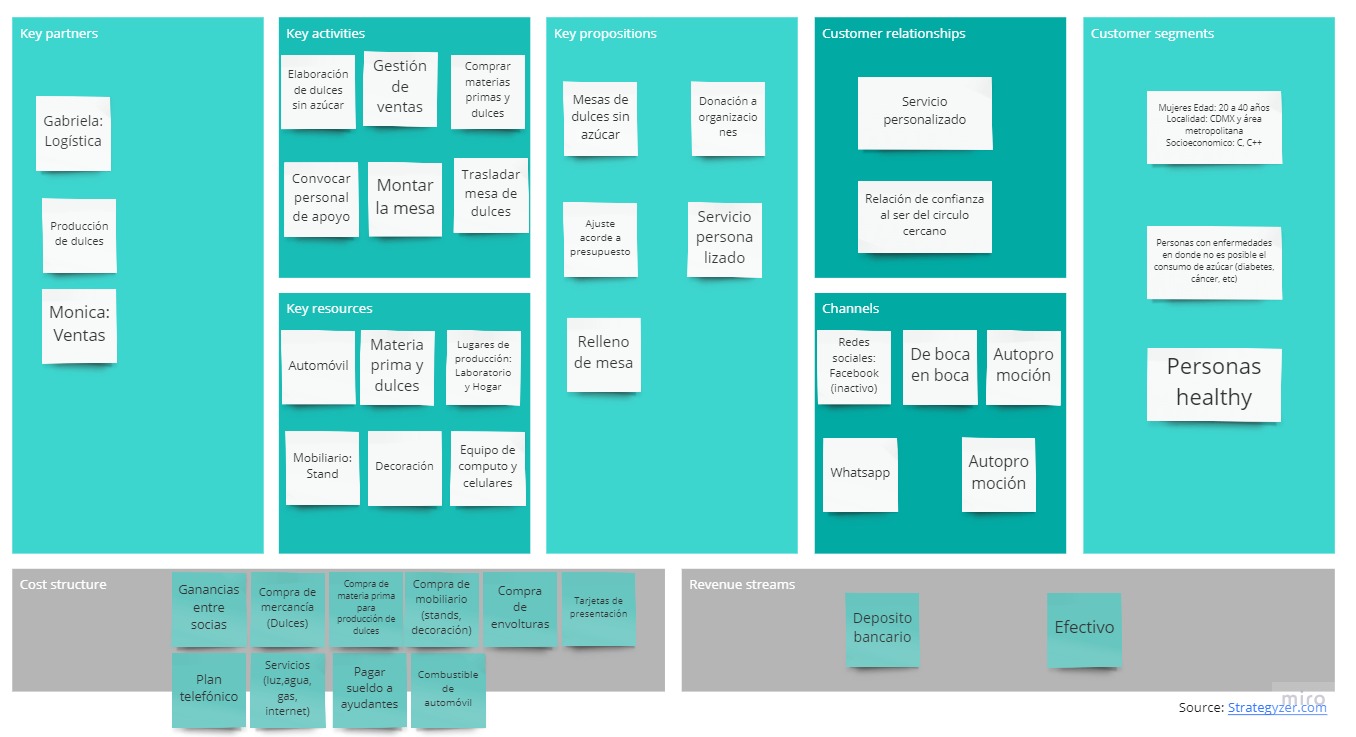 Key partners
Gabriela:
Logística
Producción
de dulces
Monica:
Ventas
Key activities
Elaboración
de dulces
sin azúcar
Gestión
de
ventas
Comprar
materias
primas y
dulces
Convocar
personal
de apoyo
Montar
la mesa
Trasladar
mesa de
dulces
Key resources
Automóvil
Materia
prima y
dulces
Lugares de
producción:
Laboratorio
y Hogar
Mobiliario:
Stand
Decoración
Equipo de
computo y
celulares
Key propositions
Mesas de
dulces sin
azúcar
Donación a
organizacio
nes
Ajuste
acorde a
presupuesto
Servicio
persona
lizado
Relleno
de mesa
Customer relationships
Servicio
personalizado
Relación de confianza
al ser del circulo
cercano
Channels
Redes
sociales:
Facebook
(inactivo)
De boca
en boca
Autopro
moción
Whatsapp
Autopro
moción
Customer segments
Mujeres Edad: 20 a 40 años
Localidad: CDMX y área
metropolitana
Socioeconomico: C, C++
Personas con enfermedades
en donde no es posible el
consumo de azúcar (diabetes,
cáncer, etc)
Personas
healthy
Cost structure
Ganancias
entre
socias
Compra de
mercancía
(Dulces)
Compra de
materia prima
para
producción de
dulces
Compra de
mobiliario
(stands,
decoración)
Compra
de
envolturas
Tarjetas de
presentación
Plan
telefónico
Servicios
(luz,agua,
gas,
internet)
Pagar
sueldo a
ayudantes
Combustible
de
automóvil
Revenue streams
Deposito
bancario
Efectivo
miro
Source: Strategyzer.com